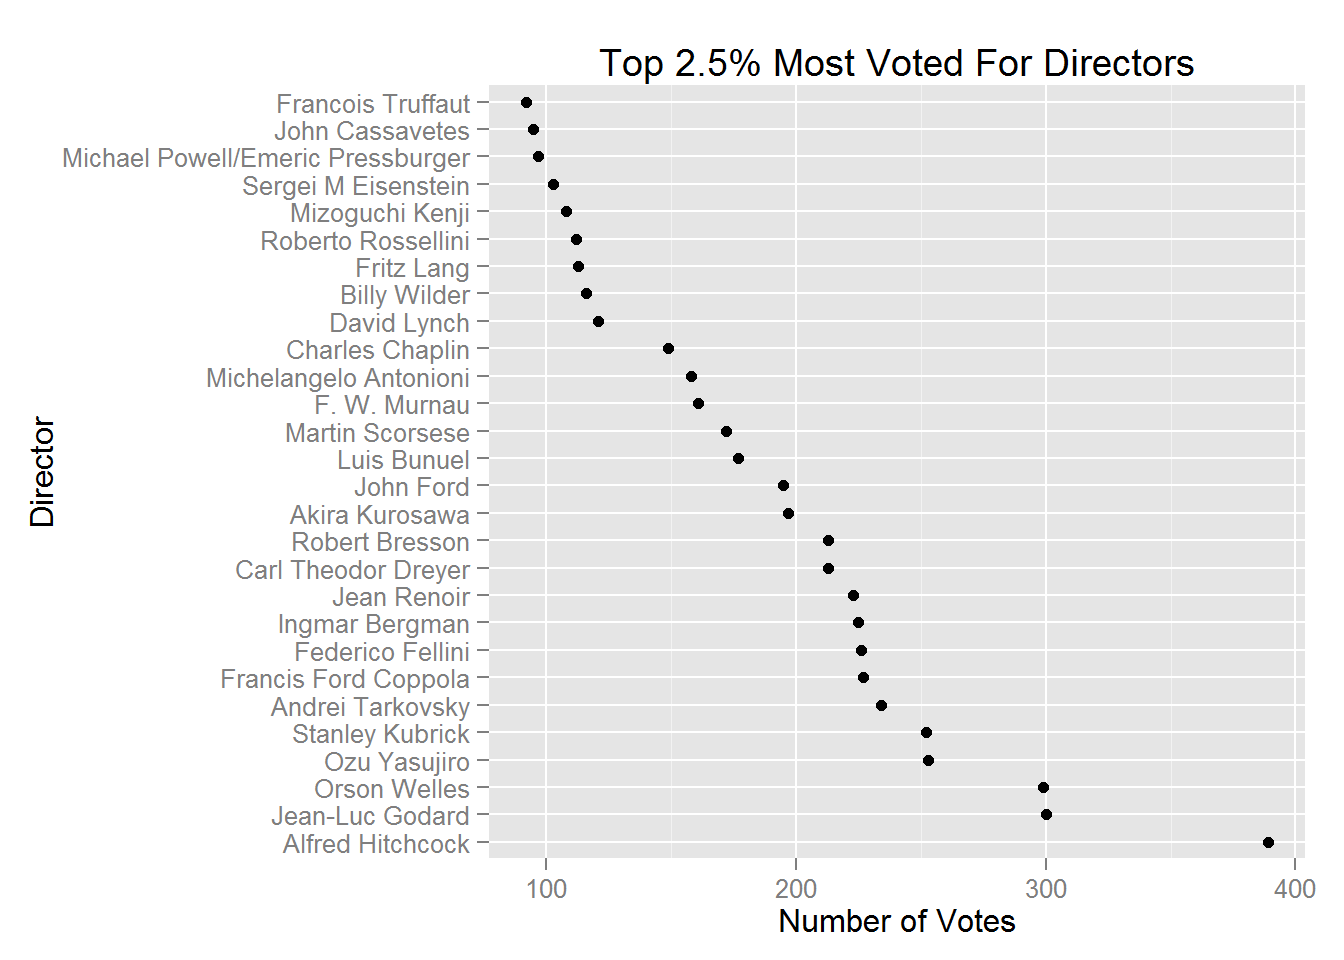 Top 2.5% Most Voted For Directors
Director
Francois Truffaut
John Cassavetes
Michael Powell/Emeric Pressburger
Sergei M Eisenstein
Mizoguchi Kenji
Roberto Rossellini
Fritz Lang
Billy Wilder
David Lynch
Charles Chaplin
Michelangelo Antonioni
F. W. Murnau
Martin Scorsese
Luis Bunuel
John Ford
Akira Kurosawa
Robert Bresson
Carl Theodor Dreyer
Jean Renoir
Ingmar Bergman
Federico Fellini
Francis Ford Coppola
Andrei Tarkovsky
Stanley Kubrick
Ozu Yasujiro
Orson Welles
Jean-Luc Godard
Alfred Hitchcock
100 200 300 400
Number of Votes